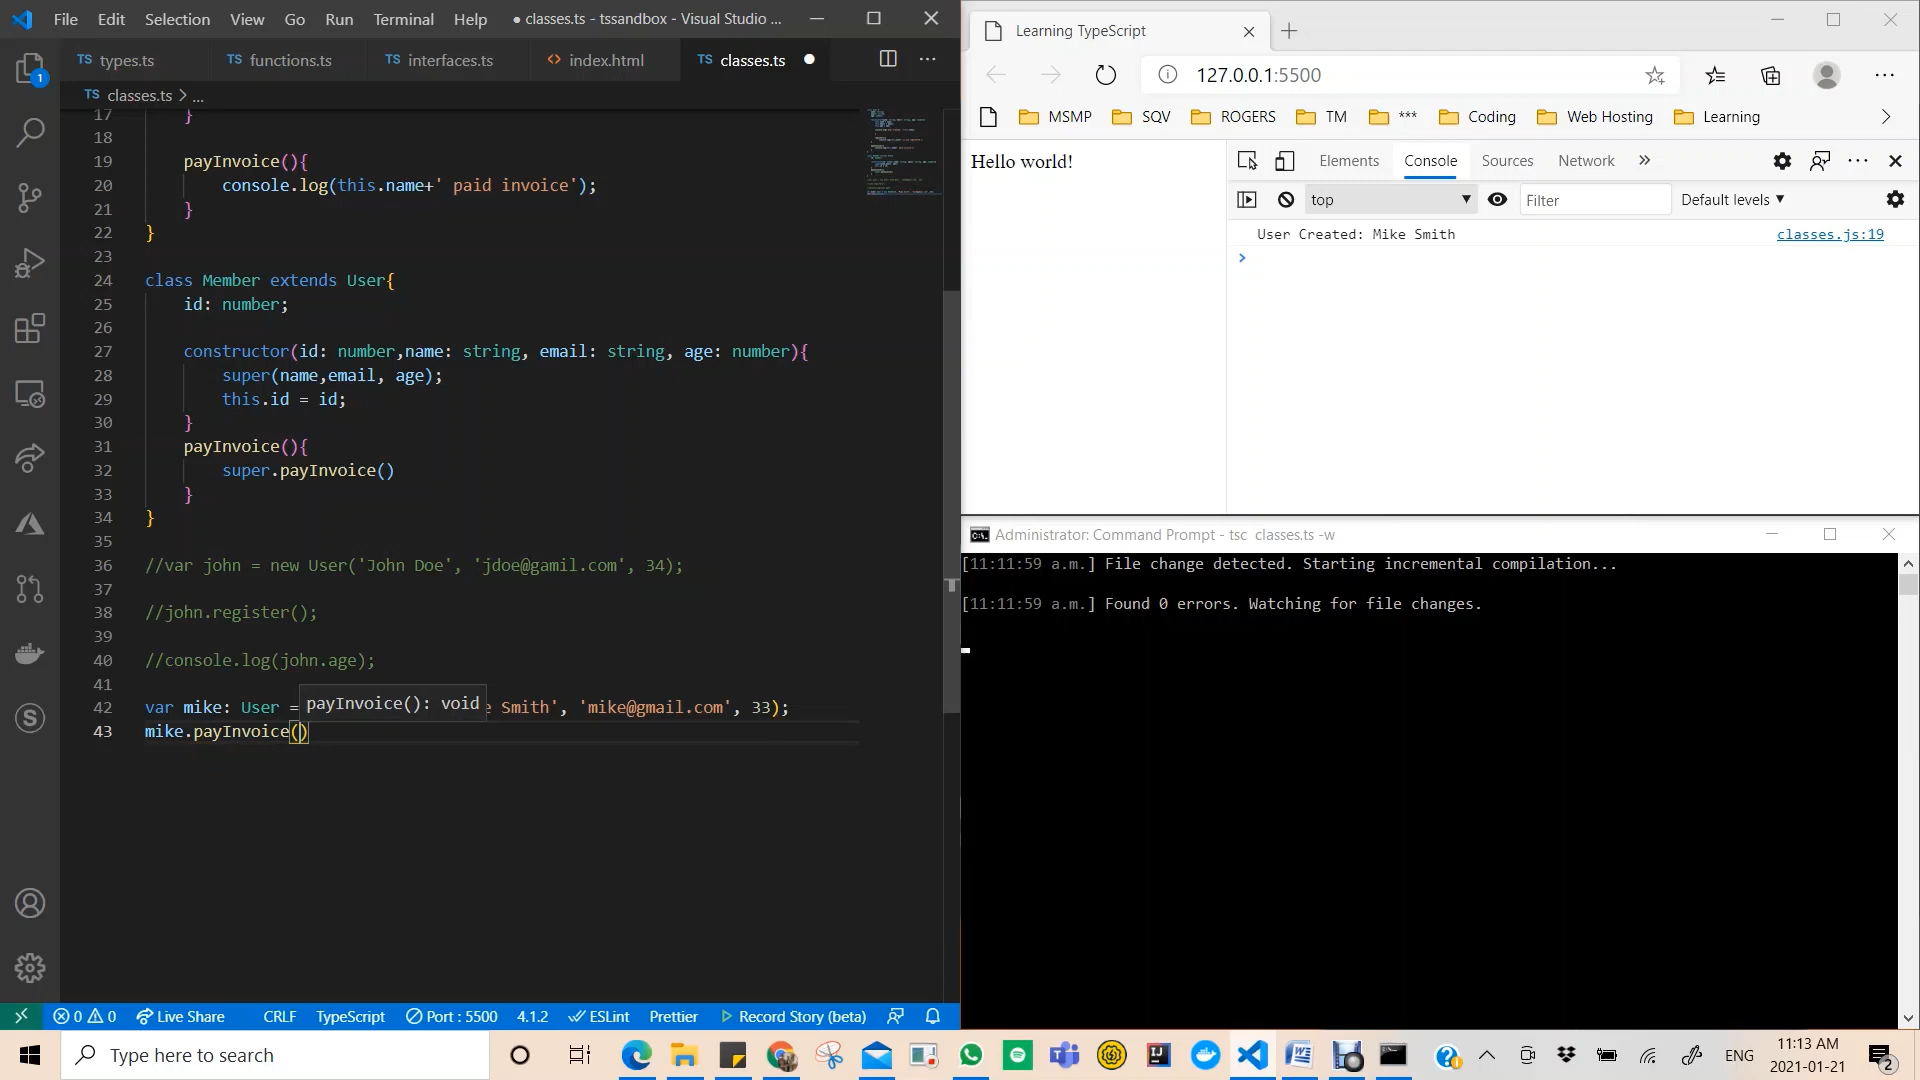 File Edit Selection View Go Run Terminal Help ● classes.ts - tssandbox - Visual Studio ...
TS types.ts TS functions.ts TS interfaces.ts <> index.html TS classes.ts ● ...
TS classes.ts > ...
17 }
18
19 payInvoice(){
20 console.log(this.name+' paid invoice');
21 }
22 }
23
24 class Member extends User{
25 id: number;
26
27 constructor(id: number,name: string, email: string, age: number){
28 super(name,email, age);
29 this.id = id;
30 }
31 payInvoice(){
32 super.payInvoice()
33 }
34 }
35
36 //var john = new User('John Doe', 'jdoe@gamil.com', 34);
37
38 //john.register();
39
40 //console.log(john.age);
41
payInvoice(): void
42 var mike: User = e Smith', 'mike@gmail.com', 33);
43 mike.payInvoice()
1
0 0 Live Share CRLF TypeScript Port : 5500 4.1.2 ESLint Prettier Record Story (beta)
Learning TypeScript
127.0.0.1:5500
MSMP SQV ROGERS TM *** Coding Web Hosting Learning
Hello world!
Elements Console Sources Network »
top Filter Default levels
User Created: Mike Smith classes.js:19
>
Administrator: Command Prompt - tsc classes.ts -w
[11:11:59 a.m.] File change detected. Starting incremental compilation...
[11:11:59 a.m.] Found 0 errors. Watching for file changes.
Type here to search
ENG 11:13 AM
2021-01-21 2